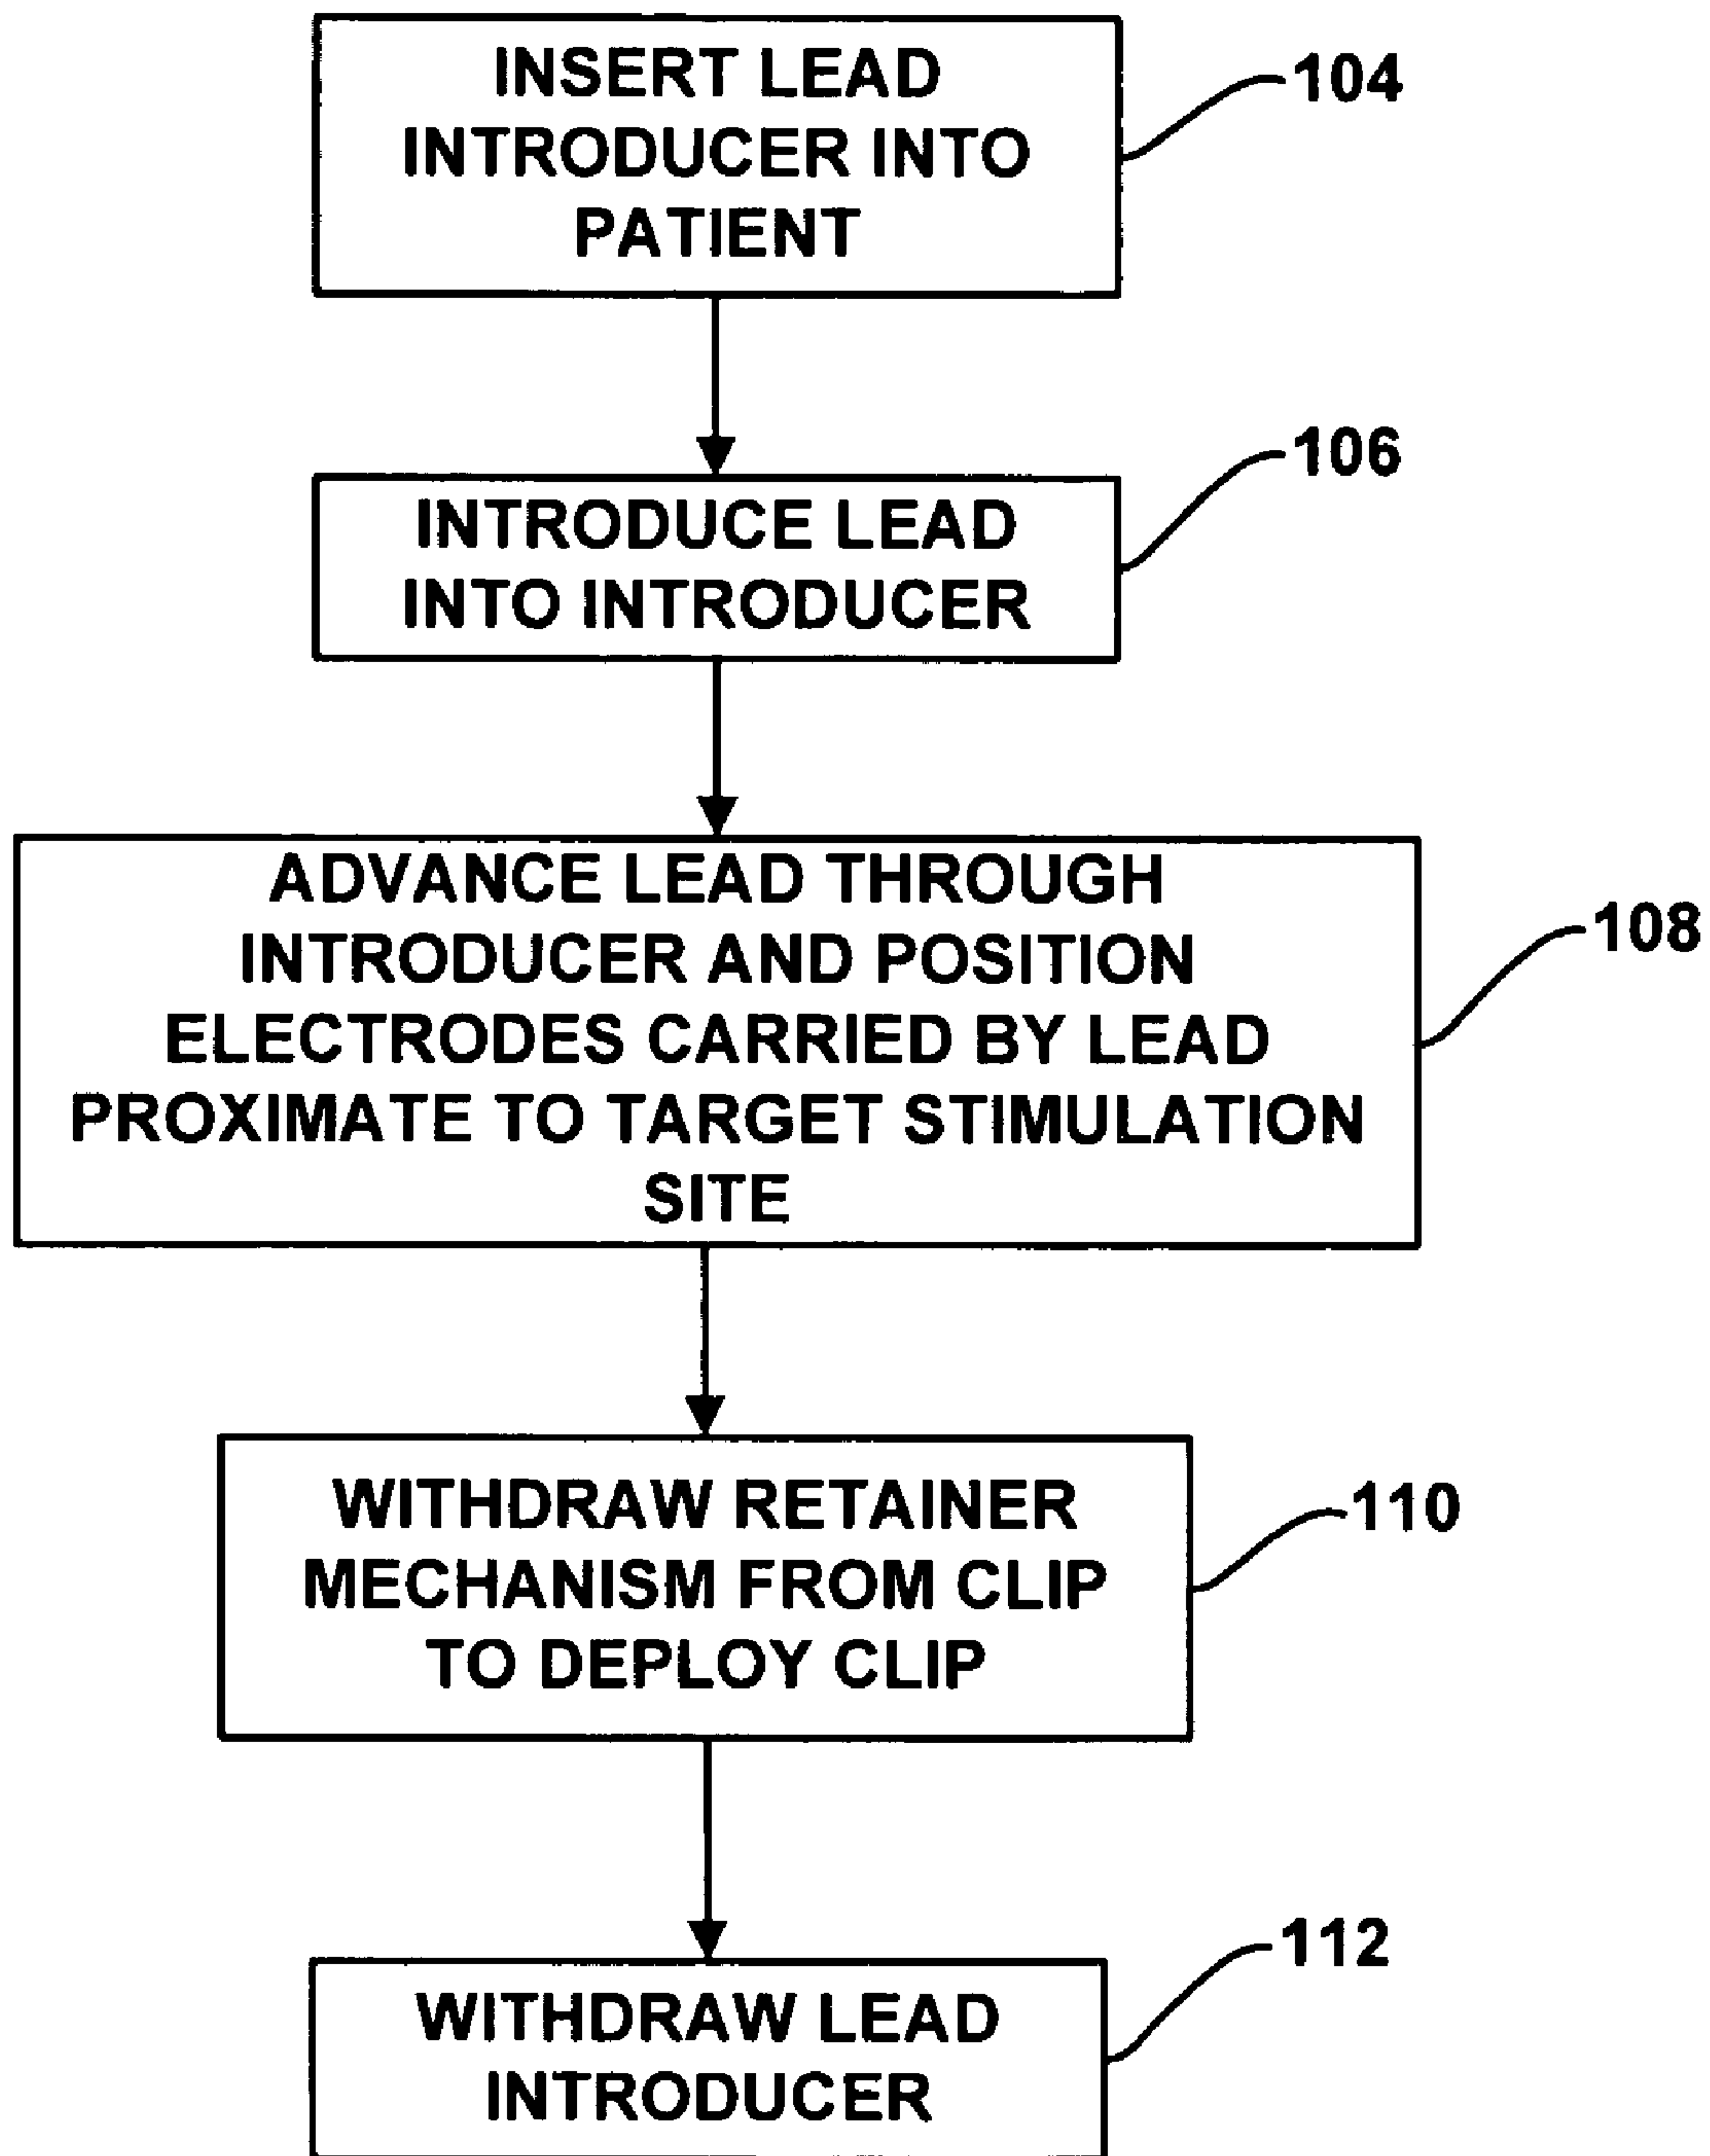 INSERT LEAD
INTRODUCER INTO
PATIENT
104
INTRODUCE LEAD
INTO INTRODUCER
106
ADVANCE LEAD THROUGH
INTRODUCER AND POSITION
ELECTRODES CARRIED BY LEAD
PROXIMATE TO TARGET STIMULATION
SITE
108
WITHDRAW RETAINER
MECHANISM FROM CLIP
TO DEPLOY CLIP
110
WITHDRAW LEAD
INTRODUCER
112